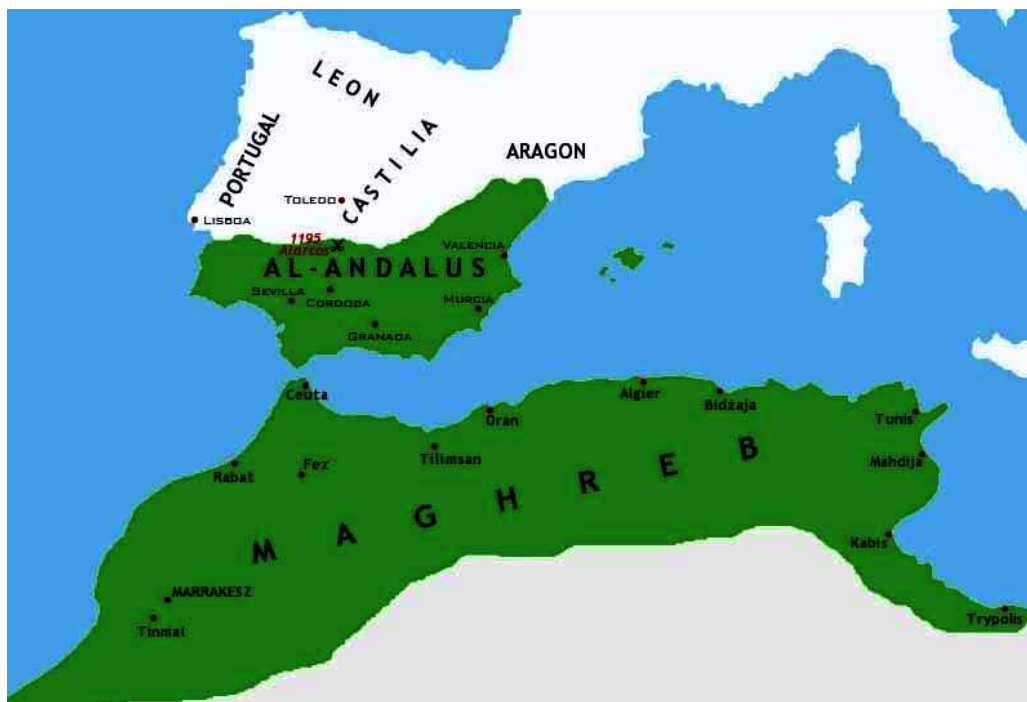 LEON
PORTUGAL
CASTILIA
ARAGON
TOLEDO
LISBOA
1195
Alarcos
VALENCIA
AL-ANDALUS
SEVILLA
CORDOBA
MURCIA
GRANADA
Ceuta
Oran
Algier
Bidżaja
Tunis
Tilimsan
Mahdija
Rabat
Fez
MAGHREB
Kabis
MARRAKESZ
Tinmal
Trypolis